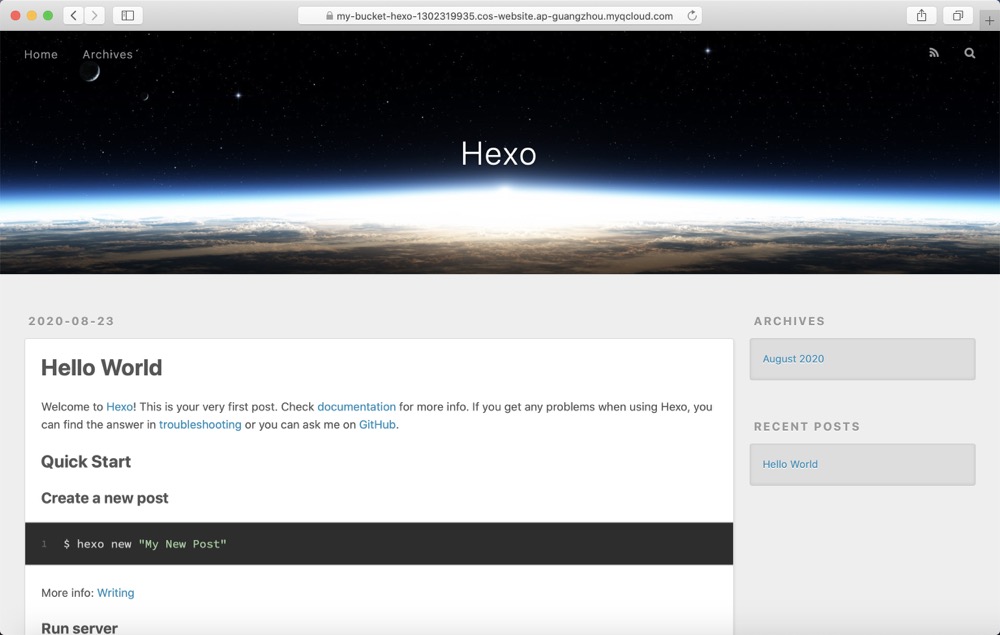 my-bucket-hexo-1302319935.cos-website.ap-guangzhou.myqcloud.com
Home Archives
Hexo
2020-08-23
Hello World
Welcome to Hexo! This is your very first post. Check documentation for more info. If you get any problems when using Hexo, you
can find the answer in troubleshooting or you can ask me on GitHub.
Quick Start
Create a new post
1 $ hexo new "My New Post"
More info: Writing
Run server
ARCHIVES
August 2020
RECENT POSTS
Hello World